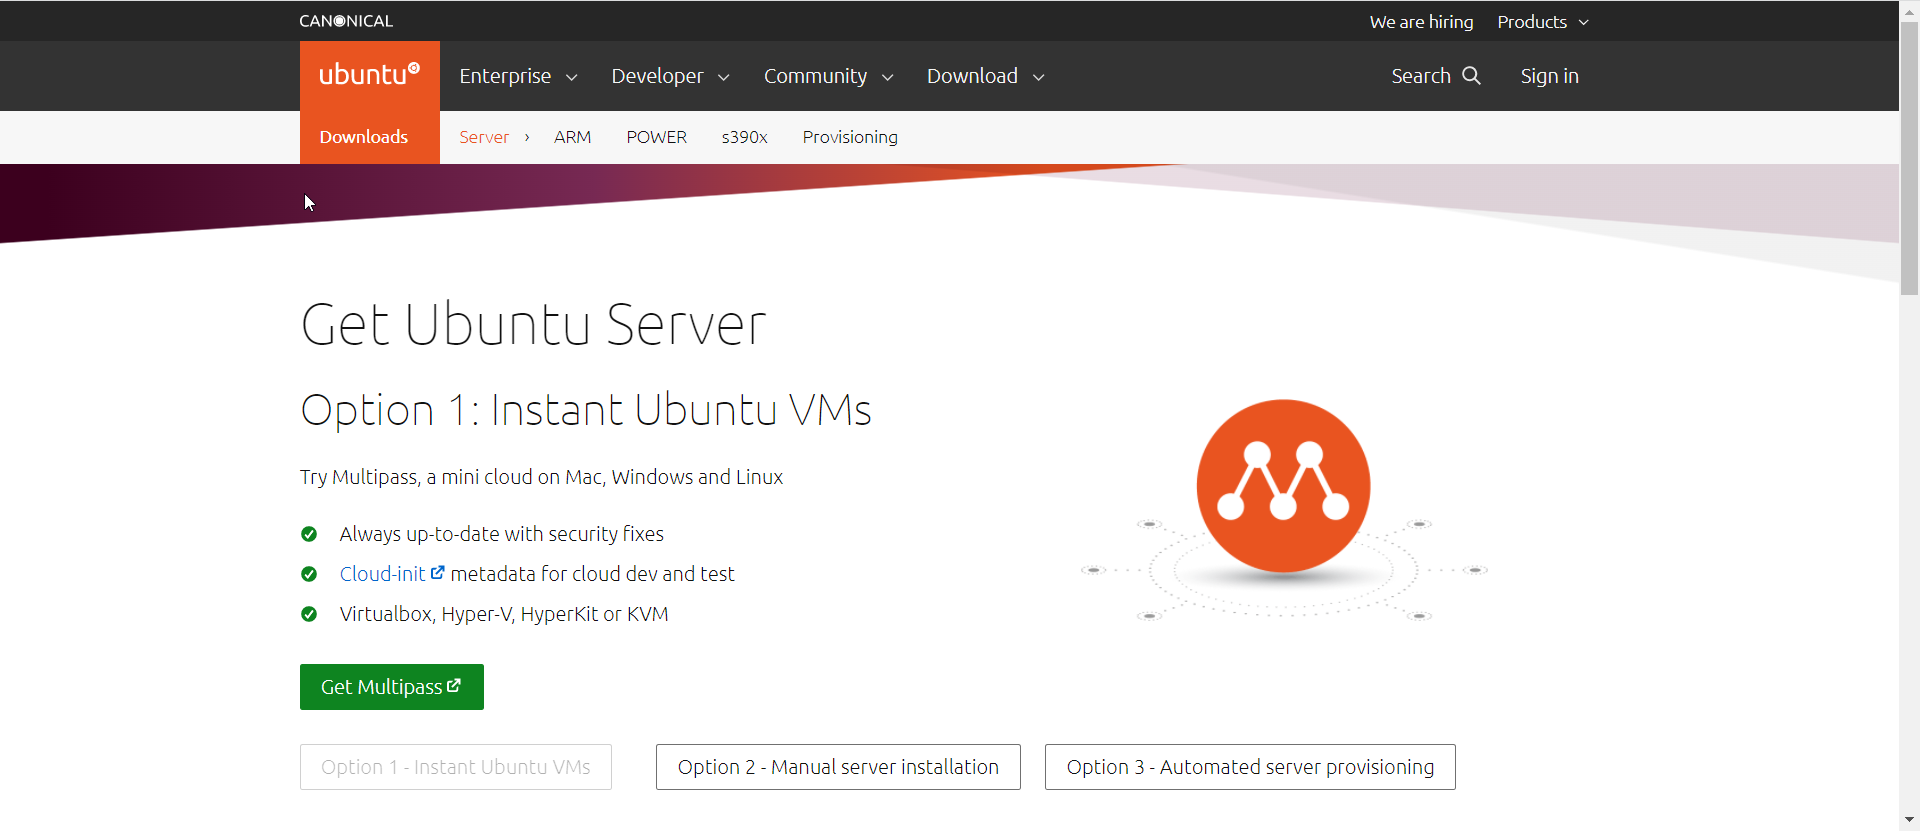 CANONICAL
We are hiring Products
ubuntu
Enterprise Developer Community Download Search Sign in
Downloads Server › ARM POWER s390x Provisioning
Get Ubuntu Server
Option 1: Instant Ubuntu VMs
Try Multipass, a mini cloud on Mac, Windows and Linux
Always up-to-date with security fixes
Cloud-init metadata for cloud dev and test
Virtualbox, Hyper-V, HyperKit or KVM
Get Multipass
Option 1 - Instant Ubuntu VMs Option 2 - Manual server installation Option 3 - Automated server provisioning